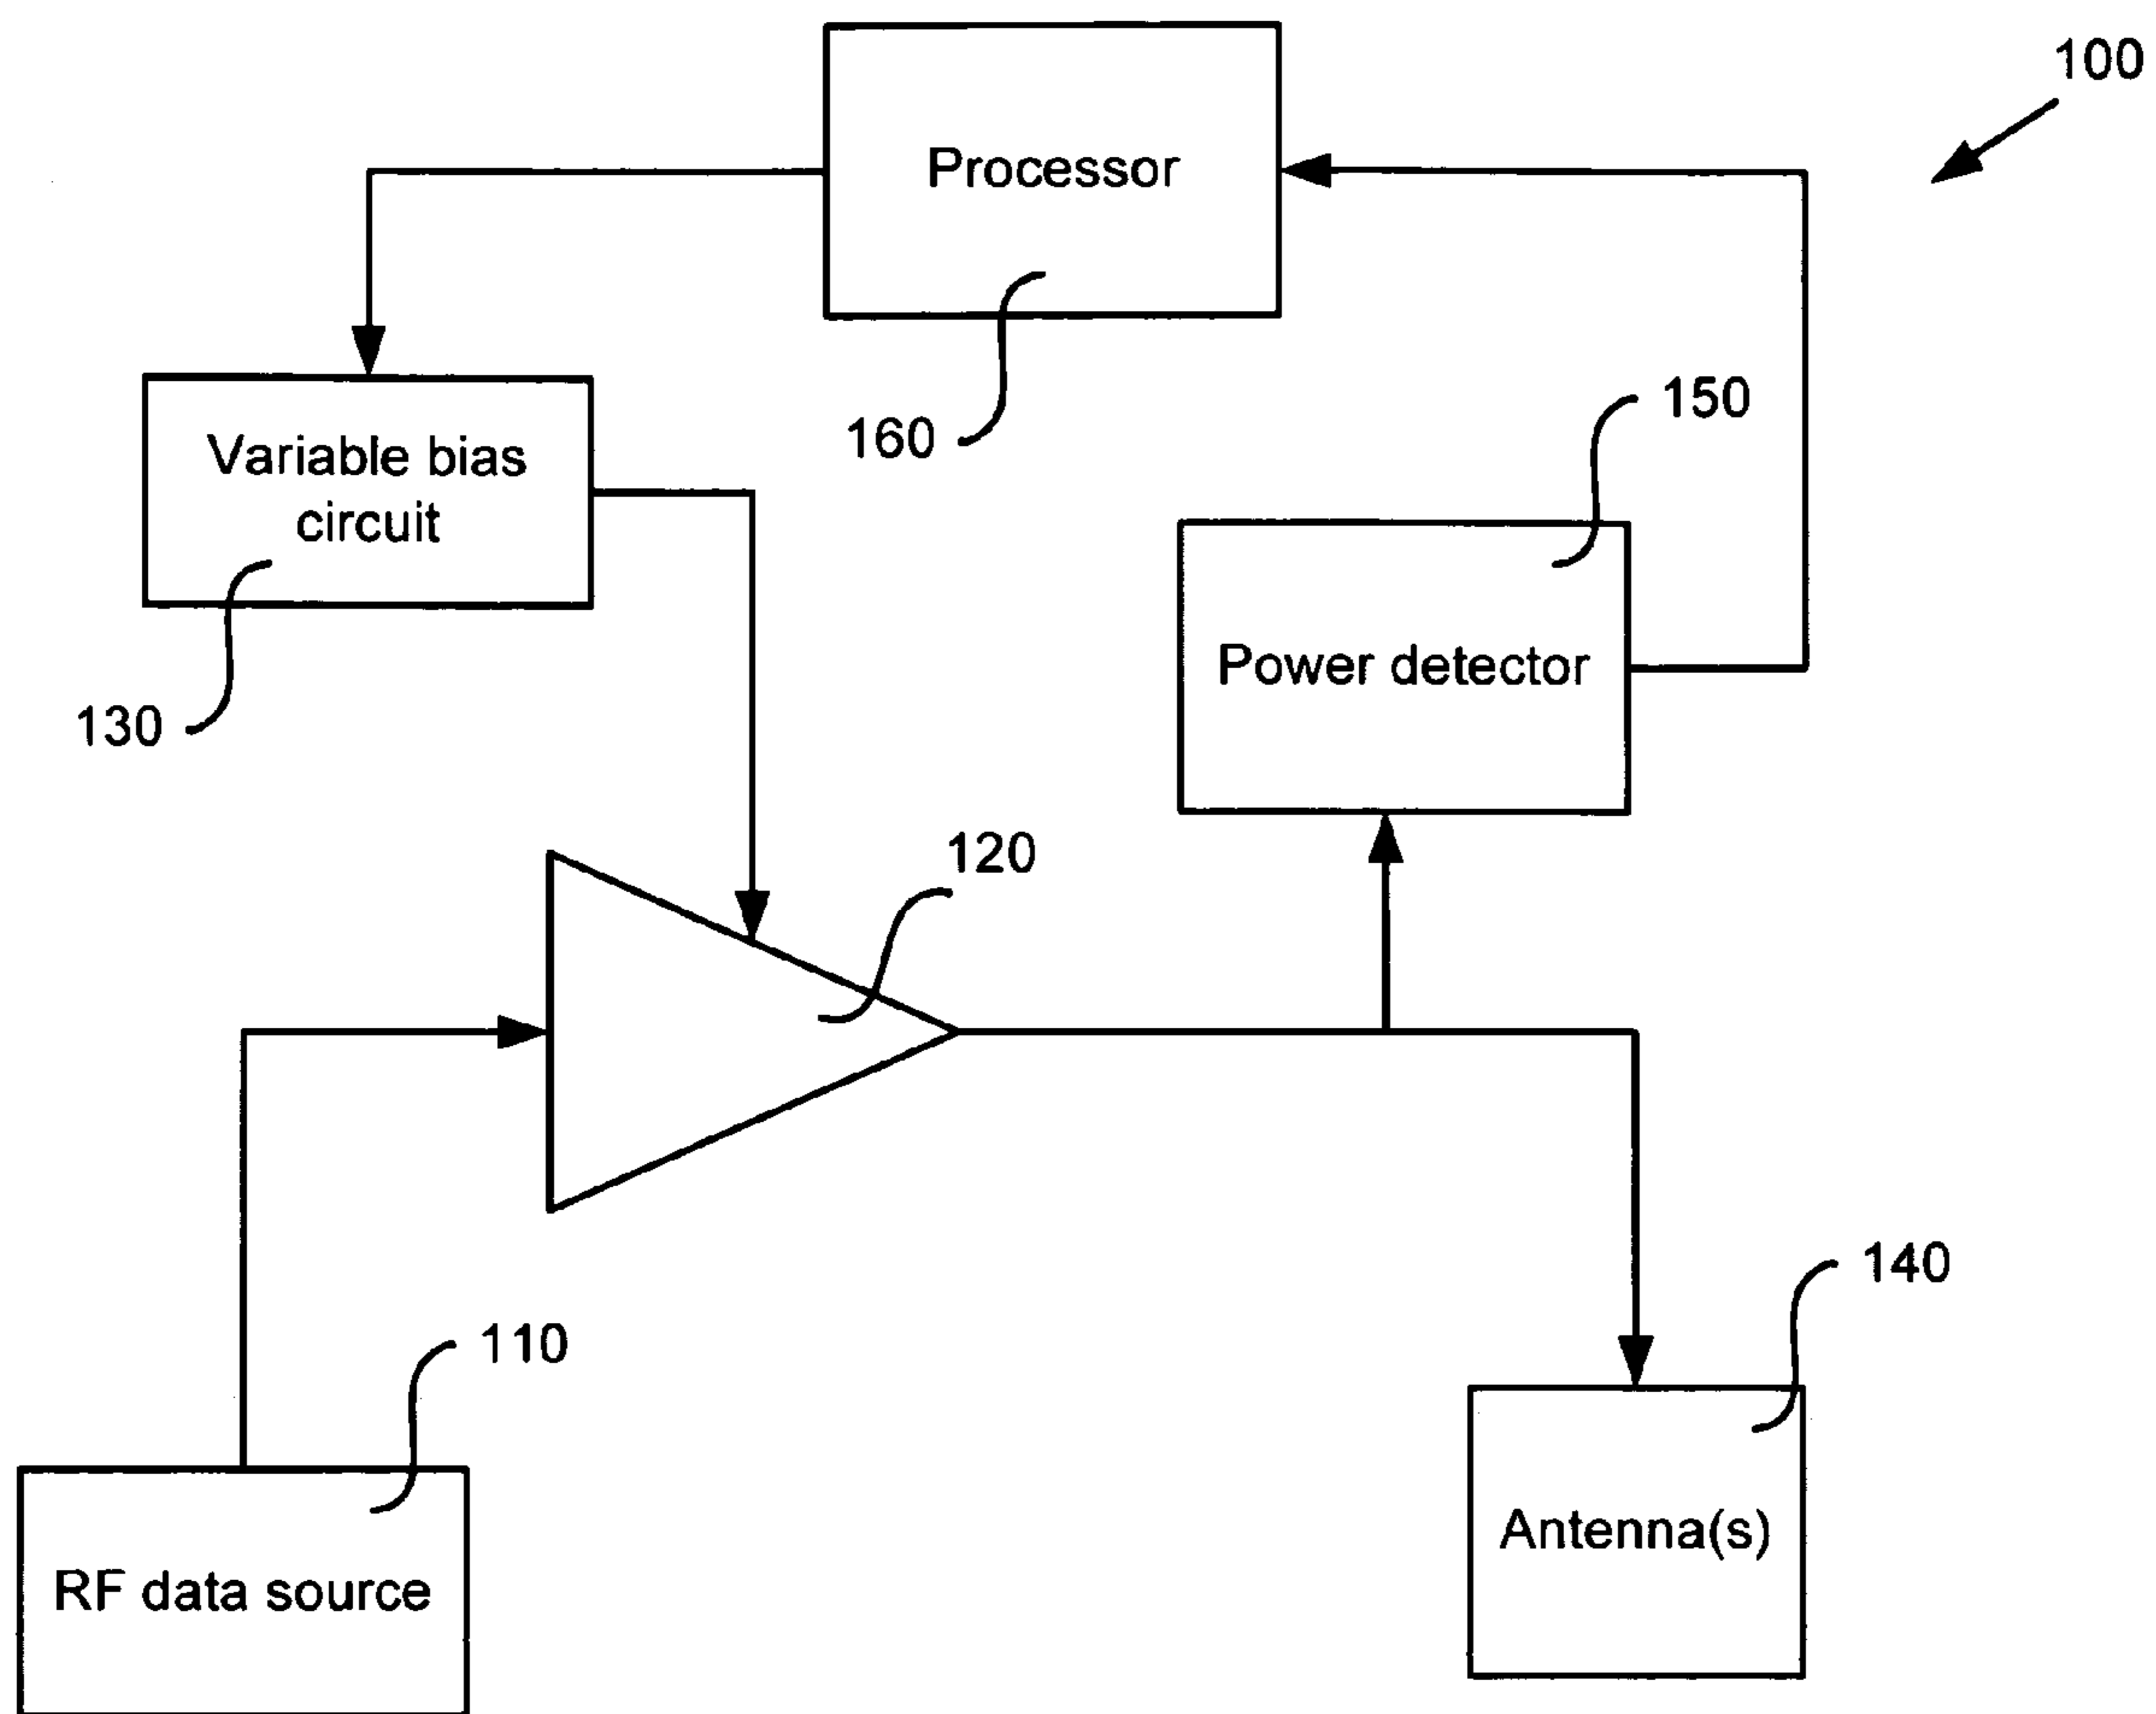 100
Processor
160
150
Variable bias
circuit
130
Power detector
120
140
110
Antenna(s)
RF data source